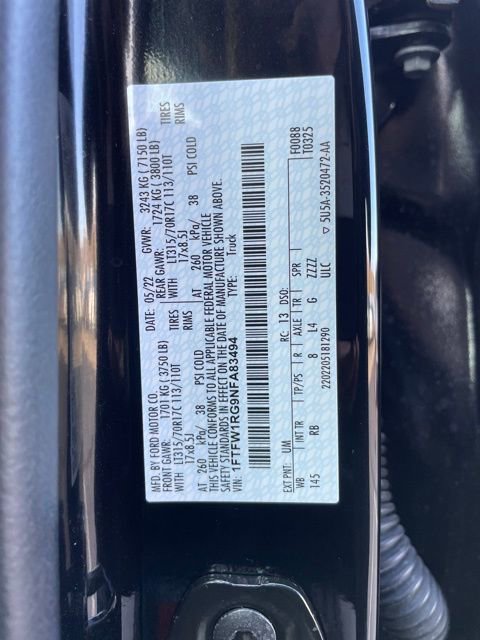 MFD. BY FORD MOTOR CO. 05/22 GVWR: 3243 KG ( 7150 LB)
FRONT GAWR: 1701 KG ( 3750 LB) REAR GAWR: 1724 KG ( 3800 LB)
WITH LT315/70R17C 113/110T TIRES WITH LT315/70R17C 113/110T TIRES
17x8.5J RIMS 17x8.5J RIMS
AT 260 kPa/ 38 PSI COLD AT 260 kPa/ 38 PSI COLD
THIS VEHICLE CONFORMS TO ALL APPLICABLE FEDERAL MOTOR VEHICLE
SAFETY STANDARDS IN EFFECT ON THE DATE OF MANUFACTURE SHOWN ABOVE.
VIN: 1FTFW1RG9NFA83494 TYPE: Truck
F0088
T0325
EXT PNT: UM RC: 13 DSO:
WB INT TR TP/PS R AXLE TR SPR
145 RB 8 L4 G ZZZZ
2202205181290 ULC ▽ 5U5A-3520472-AA